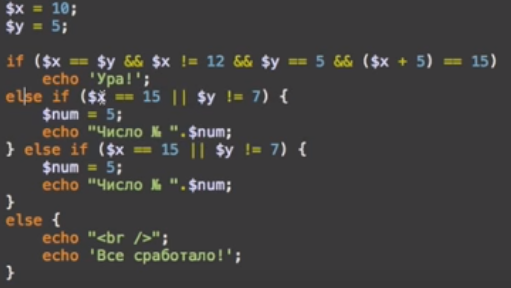 $x = 10;
$y = 5;
if ($x == $y && $x != 12 && $y == 5 && ($x + 5) == 15)
echo 'Ура!';
else if ($x == 15 || $y != 7) {
$num = 5;
echo "Число № ".$num;
} else if ($x == 15 || $y != 7) {
$num = 5;
echo "Число № ".$num;
}
else {
echo "<br />";
echo 'Все сработало!';
}